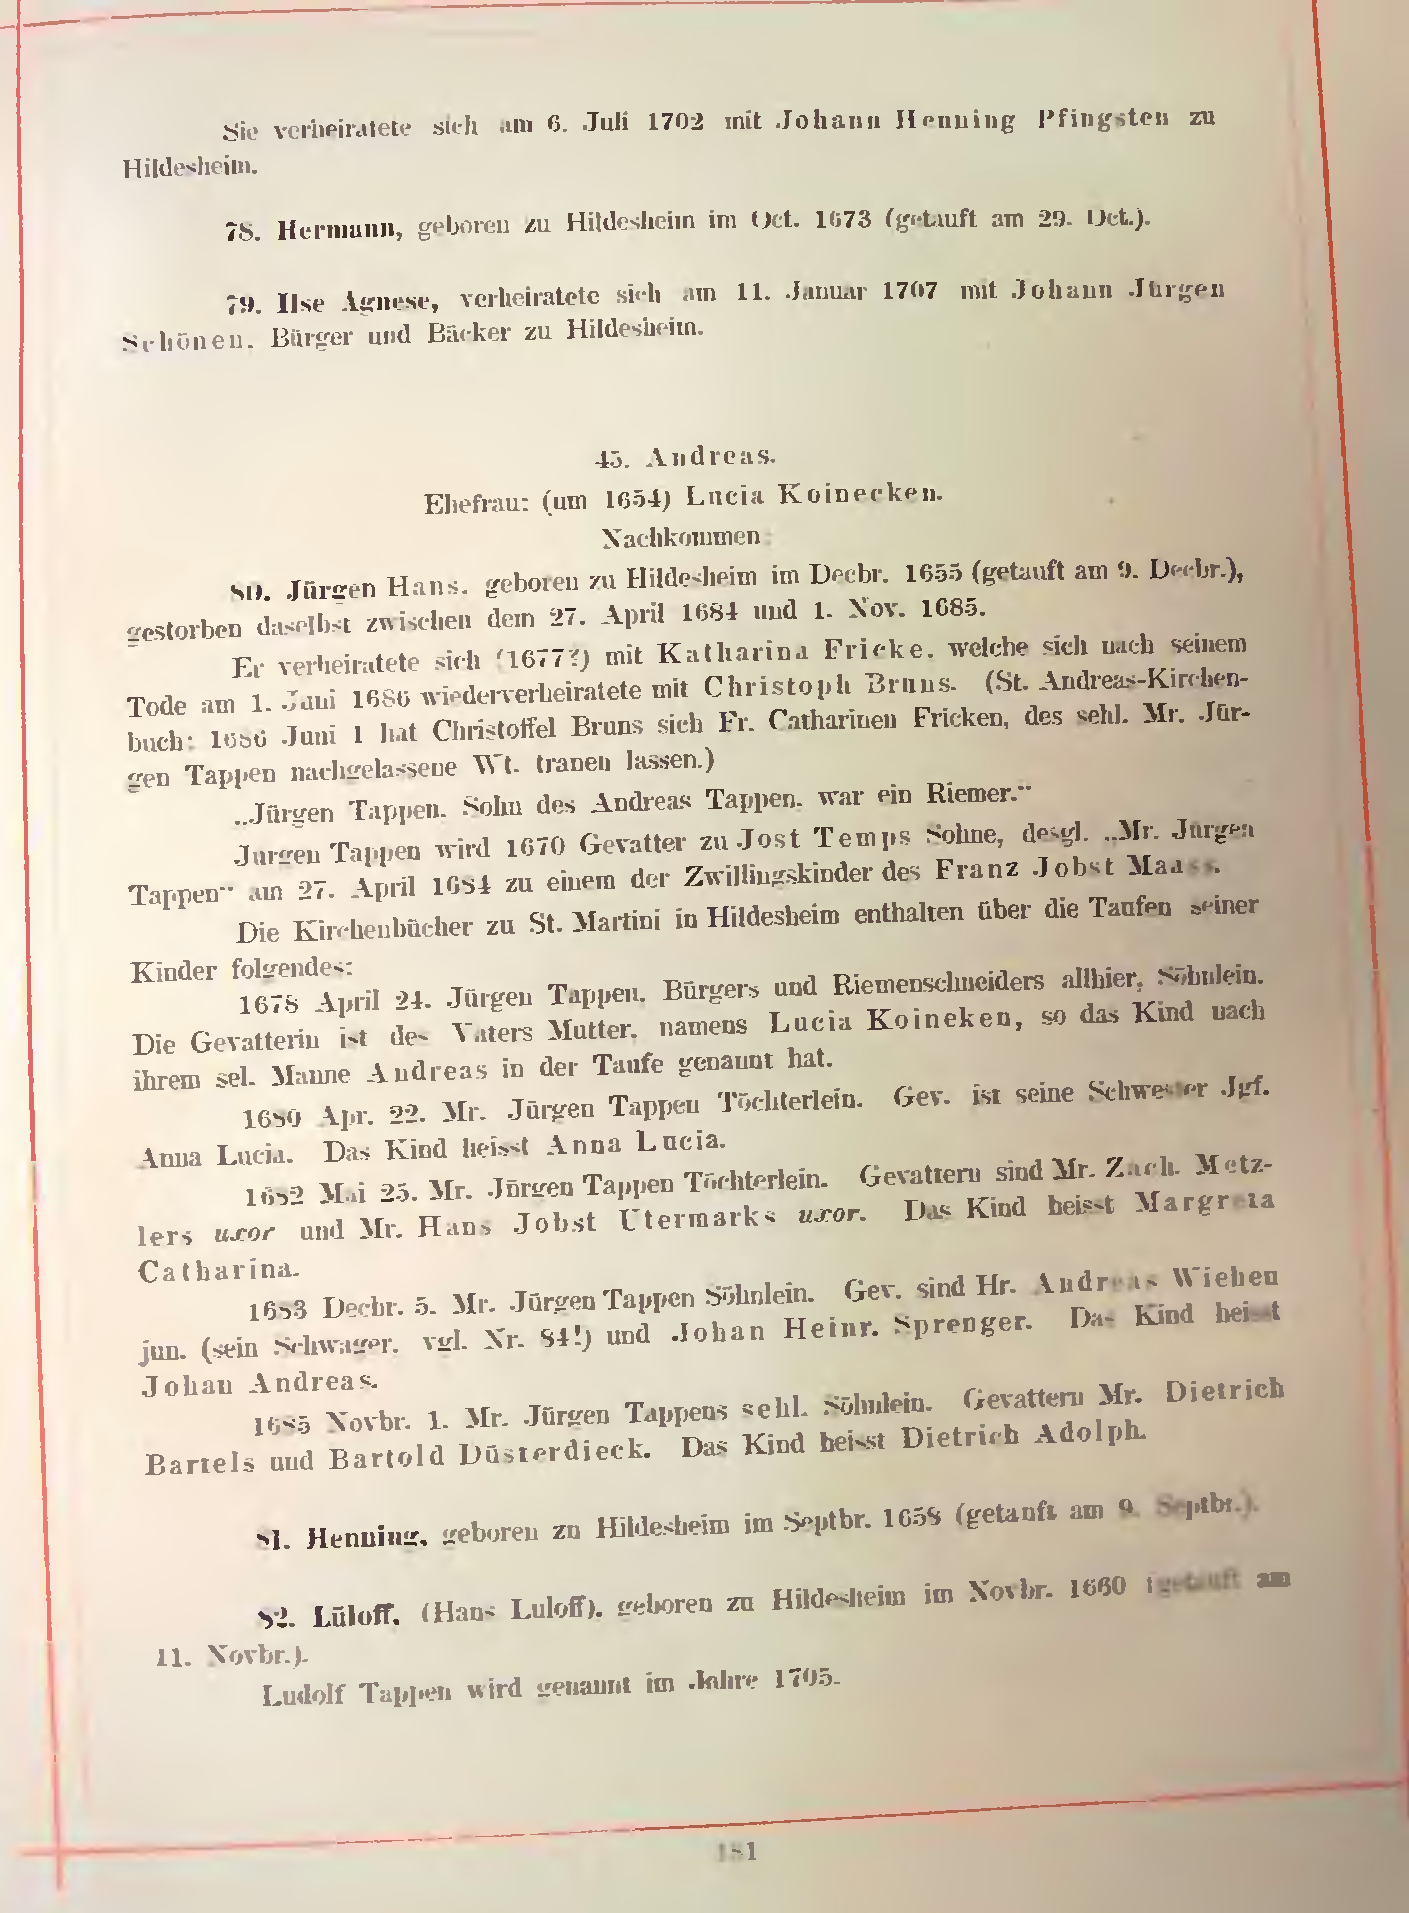 Sie verheiratete sich am 6. Juli 1702 mit Johann Henning Pfingsten zu
Hildesheim.
78. Hermann, geboren zu Hildesheim im Oct. 1673 (getauft am 29. Oct.).
79. Ilse Agnese, verheiratete sich am 11. Januar 1707 mit Johann Jürgen
Schönen, Bürger und Bäcker zu Hildesheim.
45. Andreas.
Ehefrau: (um 1654) Lucia Koinecken.
Nachkommen:
80. Jürgen Hans, geboren zu Hildesheim im Decbr. 1655 (getauft am 9. Decbr.),
gestorben daselbst zwischen dem 27. April 1684 und 1. Nov. 1685.
Er verheiratete sich (1677?) mit Katharina Fricke, welche sich nach seinem
Tode am 1. Juni 1686 wiederverheiratete mit Christoph Bruns. (St. Andreas-Kirchen-
buch: 1686 Juni 1 hat Christoffel Bruns sich Fr. Catharinen Fricken, des sehl. Mr. Jür-
gen Tappen nachgelassene Wt. trauen lassen.)
„Jürgen Tappen, Sohn des Andreas Tappen, war ein Riemer.“
Jürgen Tappen wird 1670 Gevatter zu Jost Temps Sohne, desgl. „Mr. Jürgen
Tappen“ am 27. April 1684 zu einem der Zwillingskinder des Franz Jobst Maass.
Die Kirchenbücher zu St. Martini in Hildesheim enthalten über die Taufen seiner
Kinder folgendes:
1678 April 24. Jürgen Tappen, Bürgers und Riemenschneiders allhier, Söhnlein.
Die Gevatterin ist des Vaters Mutter, namens Lucia Koineken, so das Kind nach
ihrem sel. Manne Andreas in der Taufe genannt hat.
1680 Apr. 22. Mr. Jürgen Tappen Töchterlein. Gev. ist seine Schwester Jgf.
Anna Lucia. Das Kind heisst Anna Lucia.
1682 Mai 25. Mr. Jürgen Tappen Töchterlein. Gevattern sind Mr. Zach. Metz-
lers uxor und Mr. Hans Jobst Utermarks uxor. Das Kind heisst Margreta
Catharina.
1683 Decbr. 5. Mr. Jürgen Tappen Söhnlein. Gev. sind Hr. Andreas Wiehen
jun. (sein Schwager, vgl. Nr. 84!) und Johan Heinr. Sprenger. Das Kind heisst
Johan Andreas.
1685 Novbr. 1. Mr. Jürgen Tappens sehl. Söhnlein. Gevattern Mr. Dietrich
Bartels und Bartold Düsterdieck. Das Kind heisst Dietrich Adolph.
81. Henning, geboren zu Hildesheim im Septbr. 1658 (getauft am 9. Septbr.).
82. Lüloff, (Hans Luloff), geboren zu Hildesheim im Novbr. 1660 (getauft am
11. Novbr.).
Ludolf Tappen wird genannt im Jahre 1705.
181